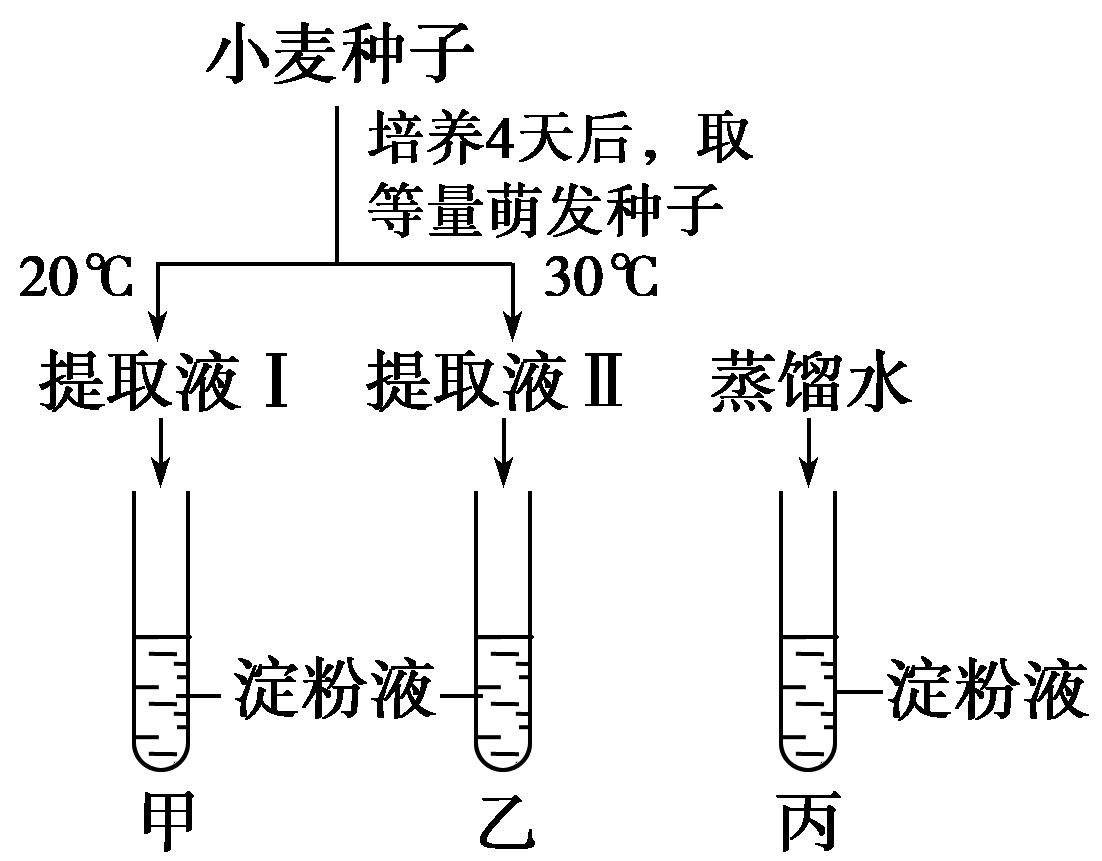 小麦种子
培养4天后，取
等量萌发种子
20℃
30℃
提取液Ⅰ
提取液Ⅱ
蒸馏水
淀粉液
淀粉液
甲
乙
丙